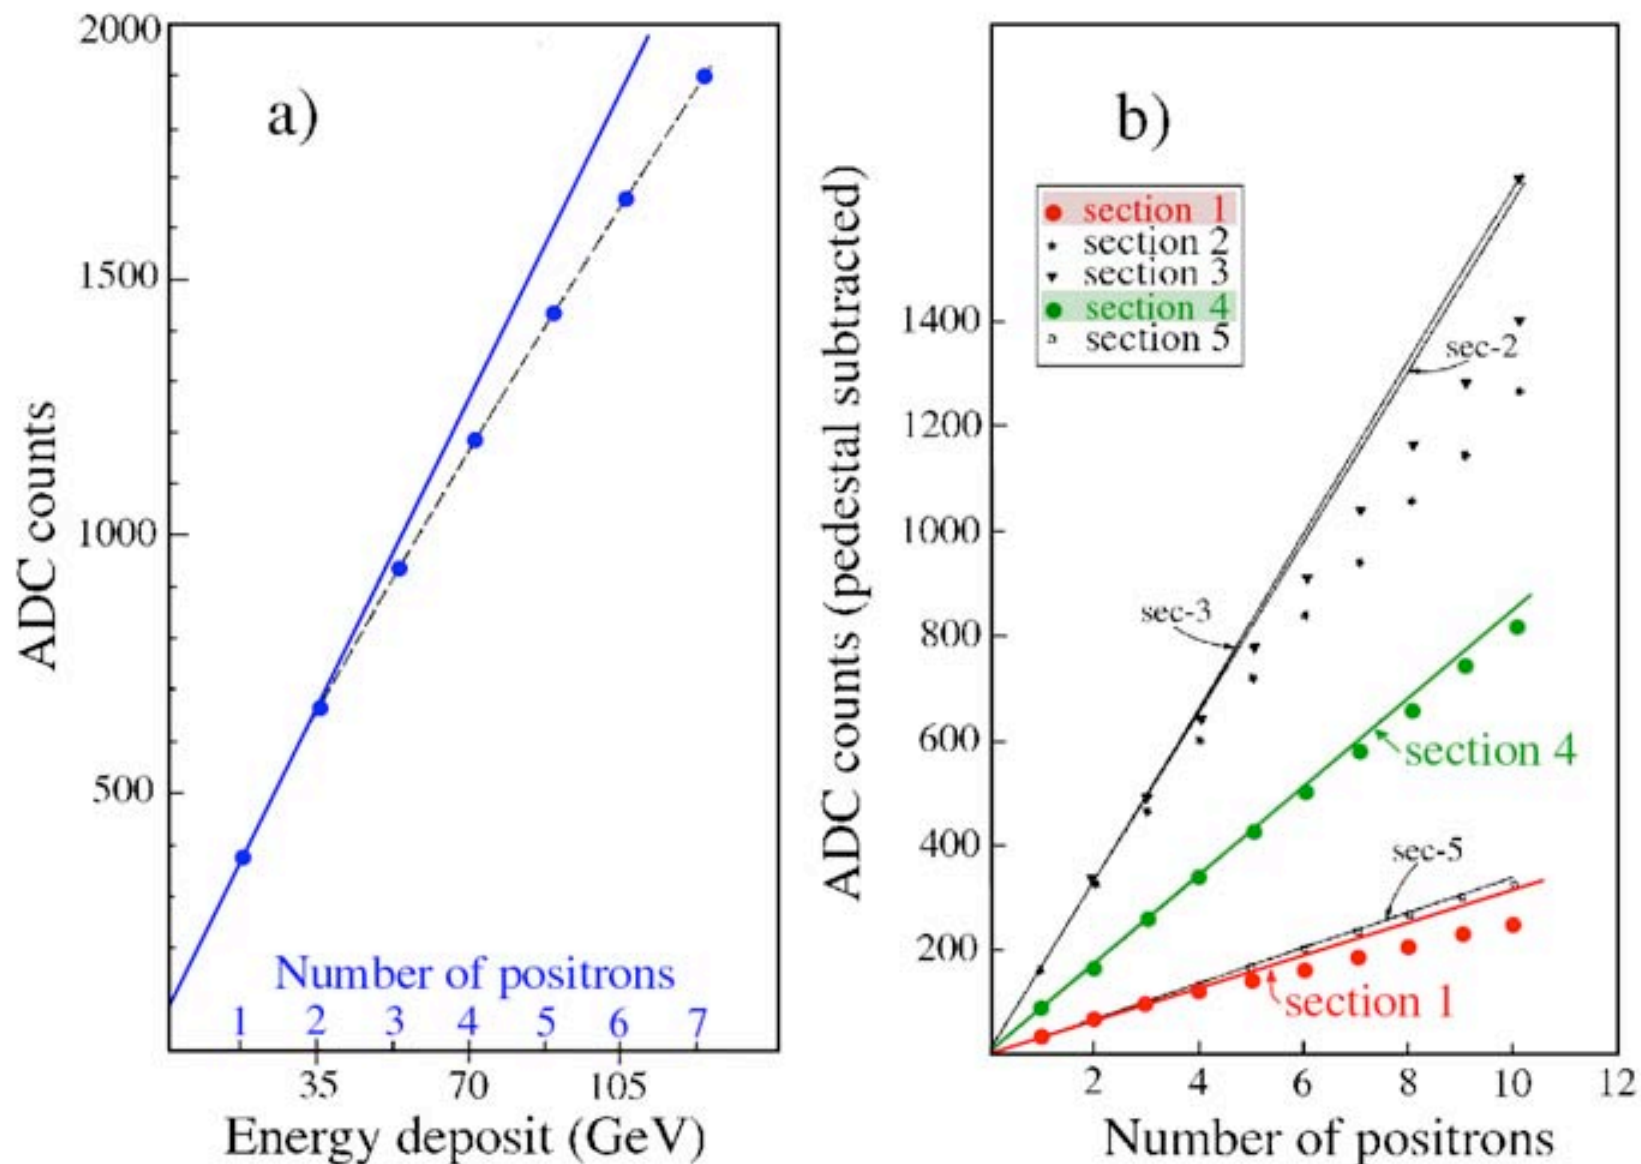 2000
1500
1000
500
ADC counts
a)
Number of positrons
1 2 3 4 5 6 7
35 70 105
Energy deposit (GeV)
b)
section 1
section 2
section 3
section 4
section 5
1400
1200
1000
800
600
400
200
ADC counts (pedestal subtracted)
sec-2
sec-3
section 4
sec-5
section 1
2 4 6 8 10 12
Number of positrons